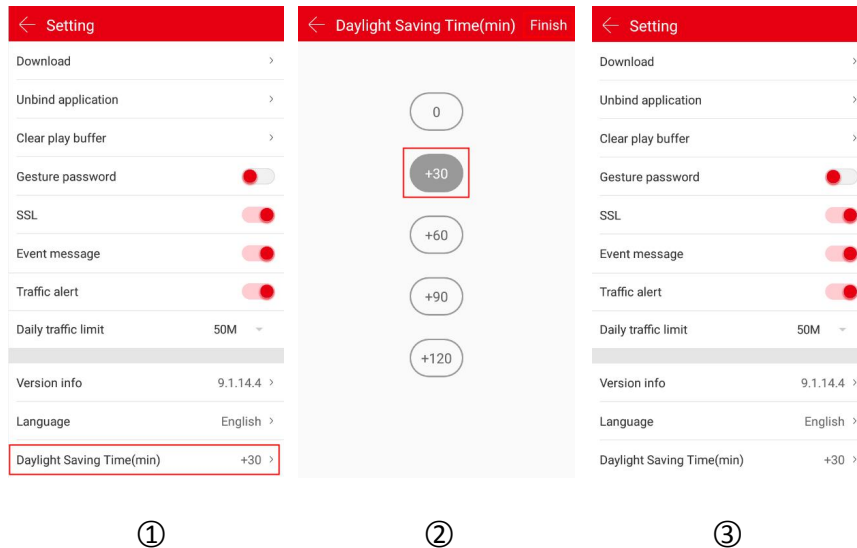 Setting
Download
Unbind application
Clear play buffer
Gesture password
SSL
Event message
Traffic alert
Daily traffic limit 50M
Version info 9.1.14.4
Language English
Daylight Saving Time(min) +30
①
Daylight Saving Time(min) Finish
0
+30
+60
+90
+120
②
Setting
Download
Unbind application
Clear play buffer
Gesture password
SSL
Event message
Traffic alert
Daily traffic limit 50M
Version info 9.1.14.4
Language English
Daylight Saving Time(min) +30
③